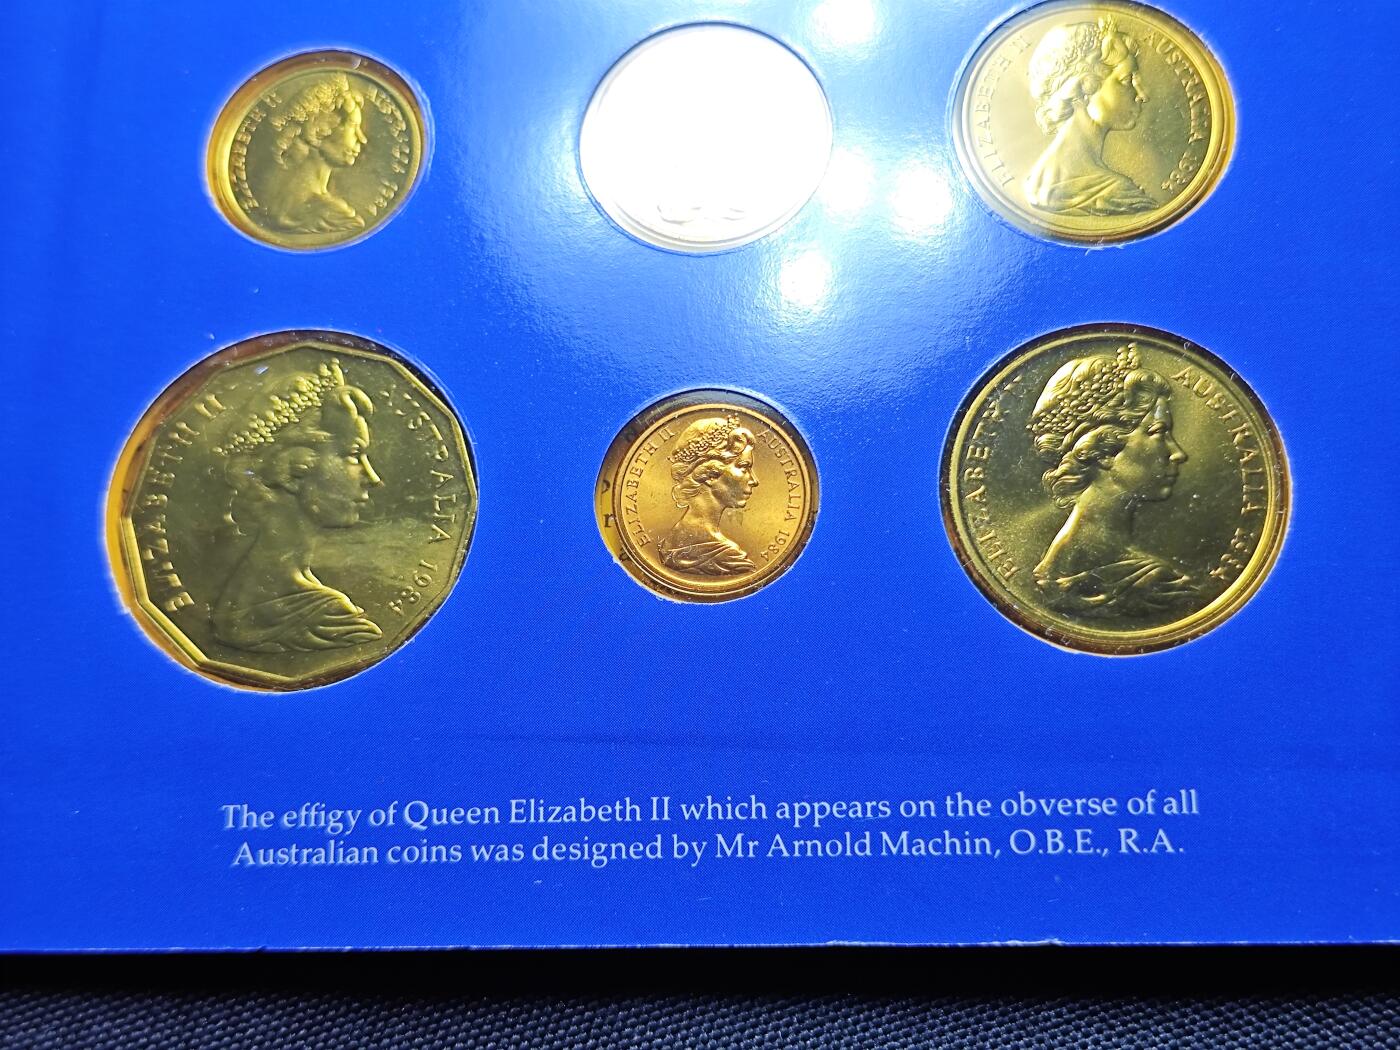 ELIZABETH II AUSTRALIA 1984
ELIZABETH II AUSTRALIA 1984
ELIZABETH II AUSTRALIA 1984
ELIZABETH II AUSTRALIA 1984
ELIZABETH II AUSTRALIA 1984
The effigy of Queen Elizabeth II which appears on the obverse of all
Australian coins was designed by Mr Arnold Machin, O.B.E., R.A.